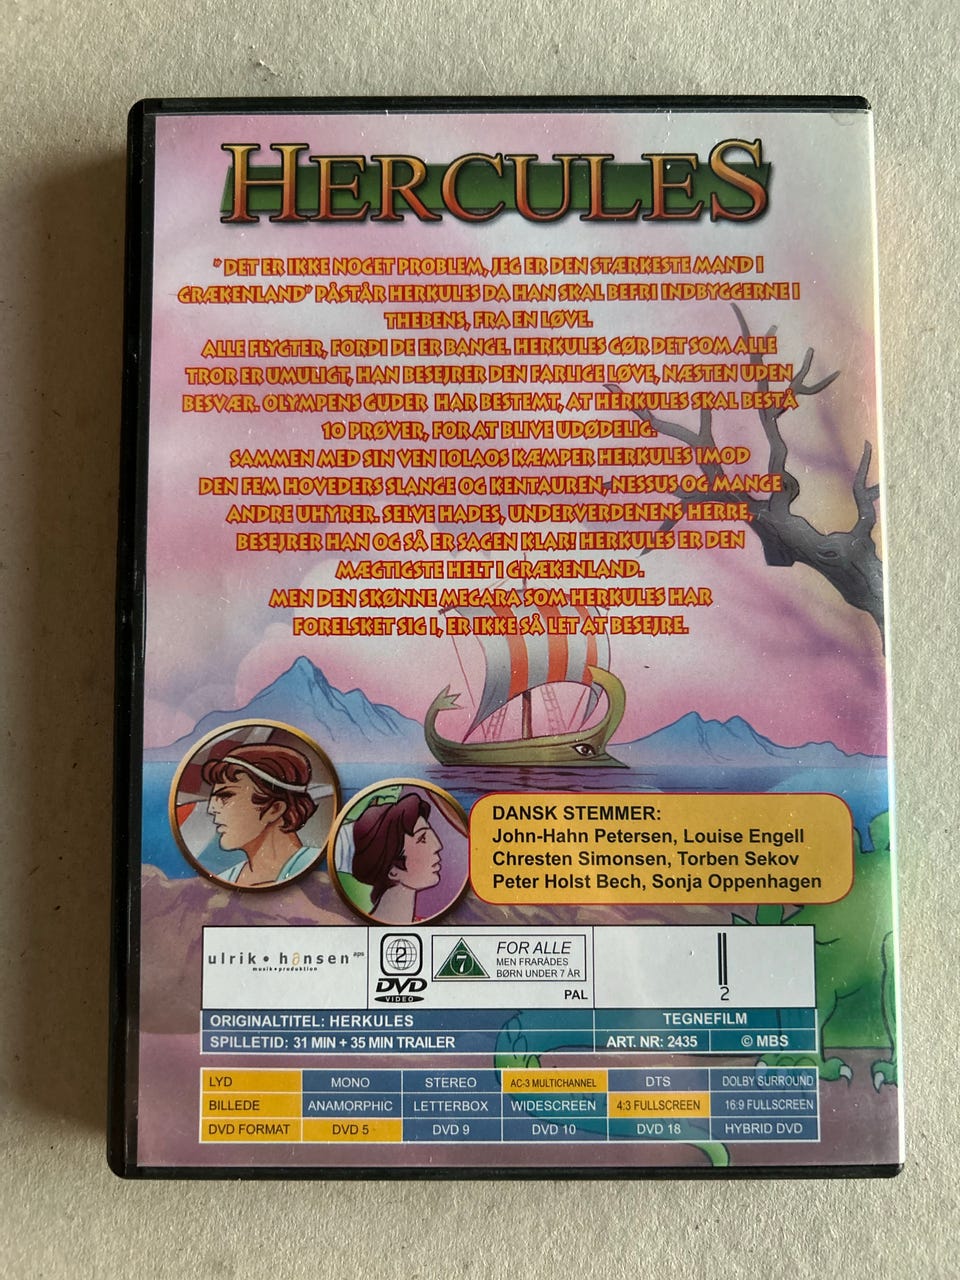 HERCULES
" DET ER IKKE NOGET PROBLEM, JEG ER DEN STÆRKESTE MAND I
GRÆKENLAND" PÅSTÅR HERKULES DA HAN SKAL BEFRI INDBYGGERNE I
THEBENS, FRA EN LØVE.
ALLE FLYGTER, FORDI DE ER BANGE. HERKULES GØR DET SOM ALLE
TROR ER UMULIGT, HAN BESEJRER DEN FARLIGE LØVE, NÆSTEN UDEN
BESVÆR. OLYMPENS GUDER HAR BESTEMT, AT HERKULES SKAL BESTÅ
10 PRØVER, FOR AT BLIVE UDØDELIG.
SAMMEN MED SIN VEN IOLAOS KÆMPER HERKULES IMOD
DEN FEM HOVEDERS SLANGE OG KENTAUREN, NESSUS OG MANGE
ANDRE UHYRER. SELVE HADES, UNDERVERDENENS HERRE,
BESEJRER HAN OG SÅ ER SAGEN KLAR! HERKULES ER DEN
MÆGTIGSTE HELT I GRÆKENLAND.
MEN DEN SKØNNE MEGARA SOM HERKULES HAR
FORELSKET SIG I, ER IKKE SÅ LET AT BESEJRE.
DANSK STEMMER:
John-Hahn Petersen, Louise Engell
Chresten Simonsen, Torben Sekov
Peter Holst Bech, Sonja Oppenhagen
ulrik • hansen aps
musik • produktion
2
DVD
VIDEO
7
FOR ALLE
MEN FRARÅDES
BØRN UNDER 7 ÅR
PAL
2
ORIGINALTITEL: HERKULES TEGNEFILM
SPILLETID: 31 MIN + 35 MIN TRAILER ART. NR: 2435 © MBS
LYD MONO STEREO AC-3 MULTICHANNEL DTS DOLBY SURROUND
BILLEDE ANAMORPHIC LETTERBOX WIDESCREEN 4:3 FULLSCREEN 16:9 FULLSCREEN
DVD FORMAT DVD 5 DVD 9 DVD 10 DVD 18 HYBRID DVD